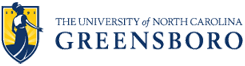 THE UNIVERSITY of NORTH CAROLINA
GREENSBORO